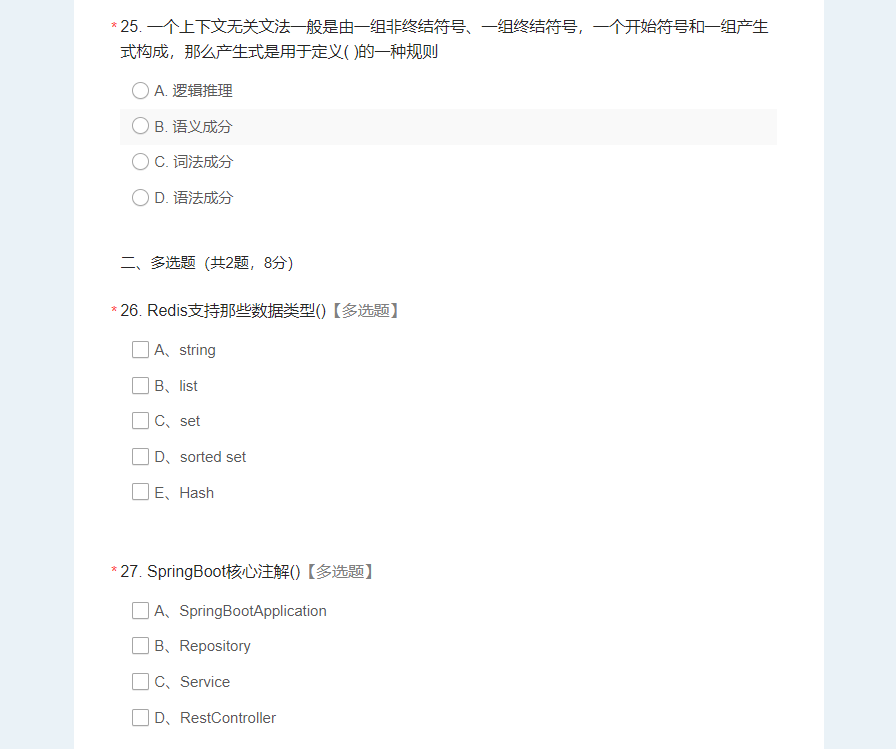 * 25. 一个上下文无关文法一般是由一组非终结符号、一组终结符号，一个开始符号和一组产生
式构成，那么产生式是用于定义( )的一种规则
A. 逻辑推理
B. 语义成分
C. 词法成分
D. 语法成分
二、多选题（共2题，8分）
* 26. Redis支持那些数据类型()【多选题】
A、string
B、list
C、set
D、sorted set
E、Hash
* 27. SpringBoot核心注解()【多选题】
A、SpringBootApplication
B、Repository
C、Service
D、RestController